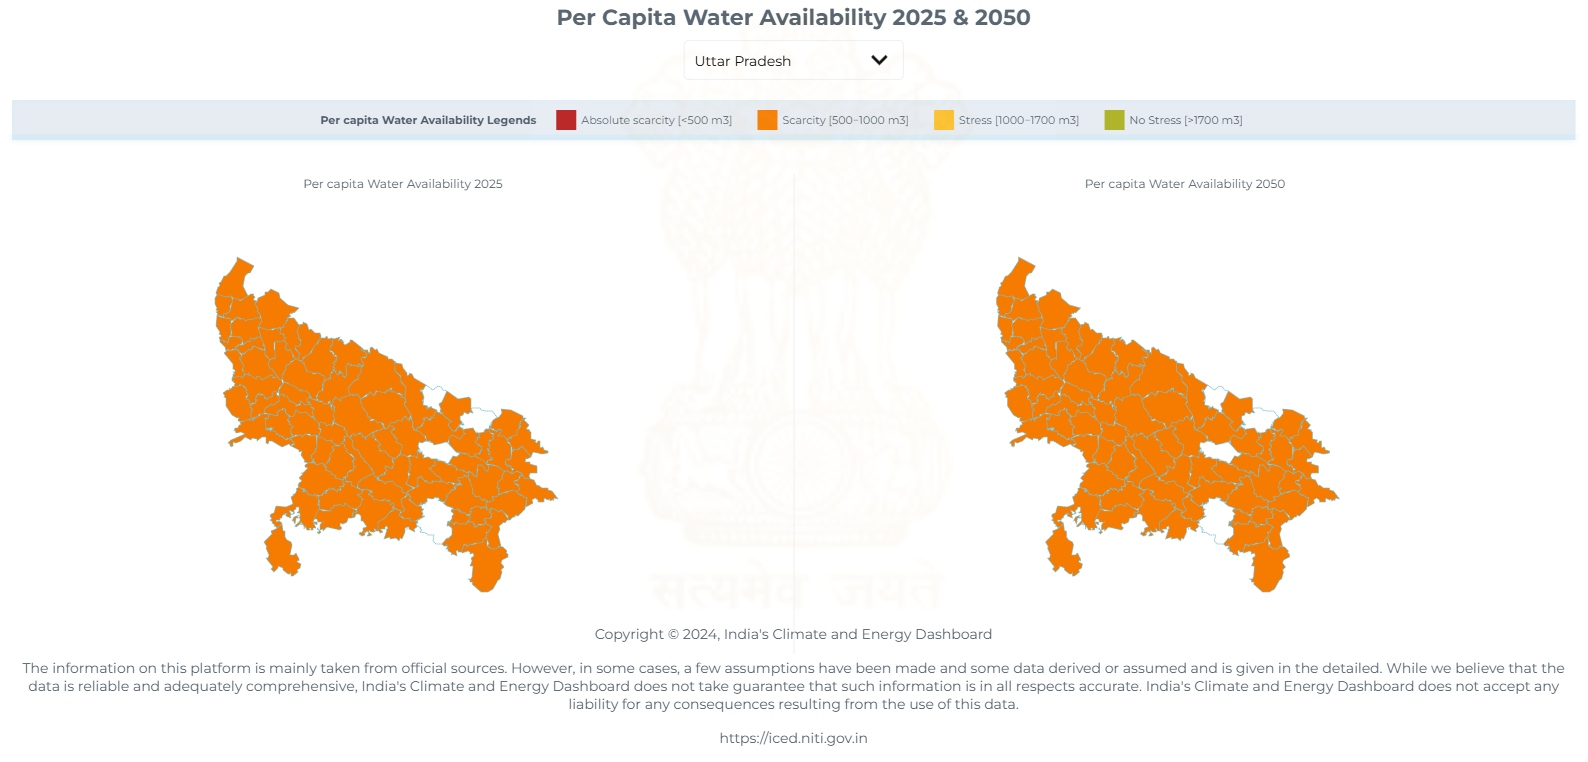 Per Capita Water Availability 2025 & 2050
Uttar Pradesh
Per capita Water Availability Legends Absolute scarcity [<500 m3] Scarcity [500-1000 m3] Stress [1000-1700 m3] No Stress [>1700 m3]
Per capita Water Availability 2025
Per capita Water Availability 2050
सत्यमेव जयते
Copyright © 2024, India's Climate and Energy Dashboard
The information on this platform is mainly taken from official sources. However, in some cases, a few assumptions have been made and some data derived or assumed and is given in the detailed. While we believe that the
data is reliable and adequately comprehensive, India's Climate and Energy Dashboard does not take guarantee that such information is in all respects accurate. India's Climate and Energy Dashboard does not accept any
liability for any consequences resulting from the use of this data.
https://iced.niti.gov.in